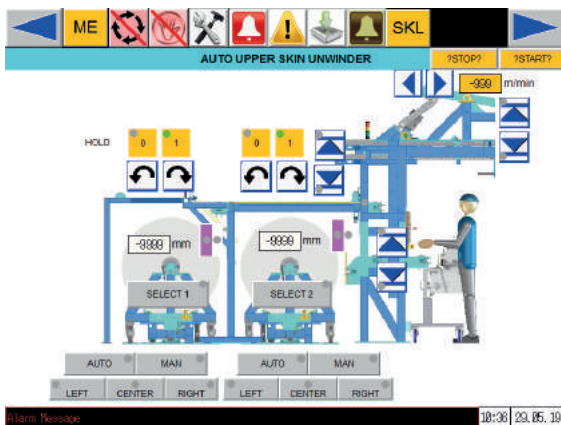 ME SKL
AUTO UPPER SKIN UNWINDER ?STOP? ?START?
-999 m/min
HOLD 0 1 0 1
-9999 mm -9999 mm
SELECT 1 SELECT 2
AUTO MAN AUTO MAN
LEFT CENTER RIGHT LEFT CENTER RIGHT
Alarm Message 10:36 29.05.19